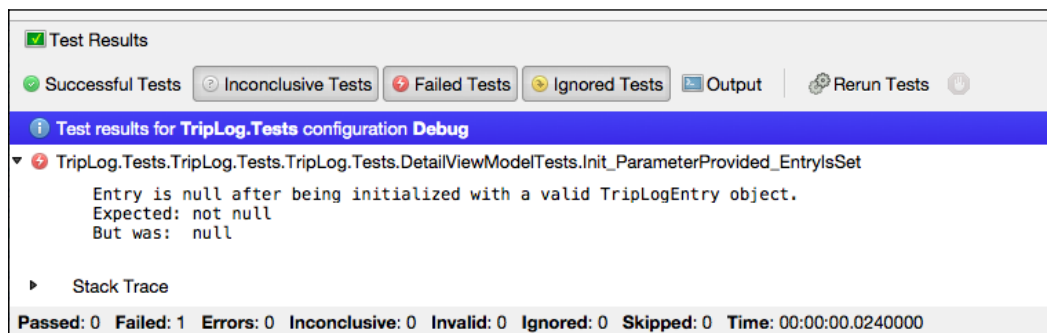 Test Results
Successful Tests Inconclusive Tests Failed Tests Ignored Tests Output Rerun Tests
Test results for TripLog.Tests configuration Debug
TripLog.Tests.TripLog.Tests.TripLog.Tests.DetailViewModelTests.Init_ParameterProvided_EntryIsSet
Entry is null after being initialized with a valid TripLogEntry object.
Expected: not null
But was: null
Stack Trace
Passed: 0 Failed: 1 Errors: 0 Inconclusive: 0 Invalid: 0 Ignored: 0 Skipped: 0 Time: 00:00:00.0240000